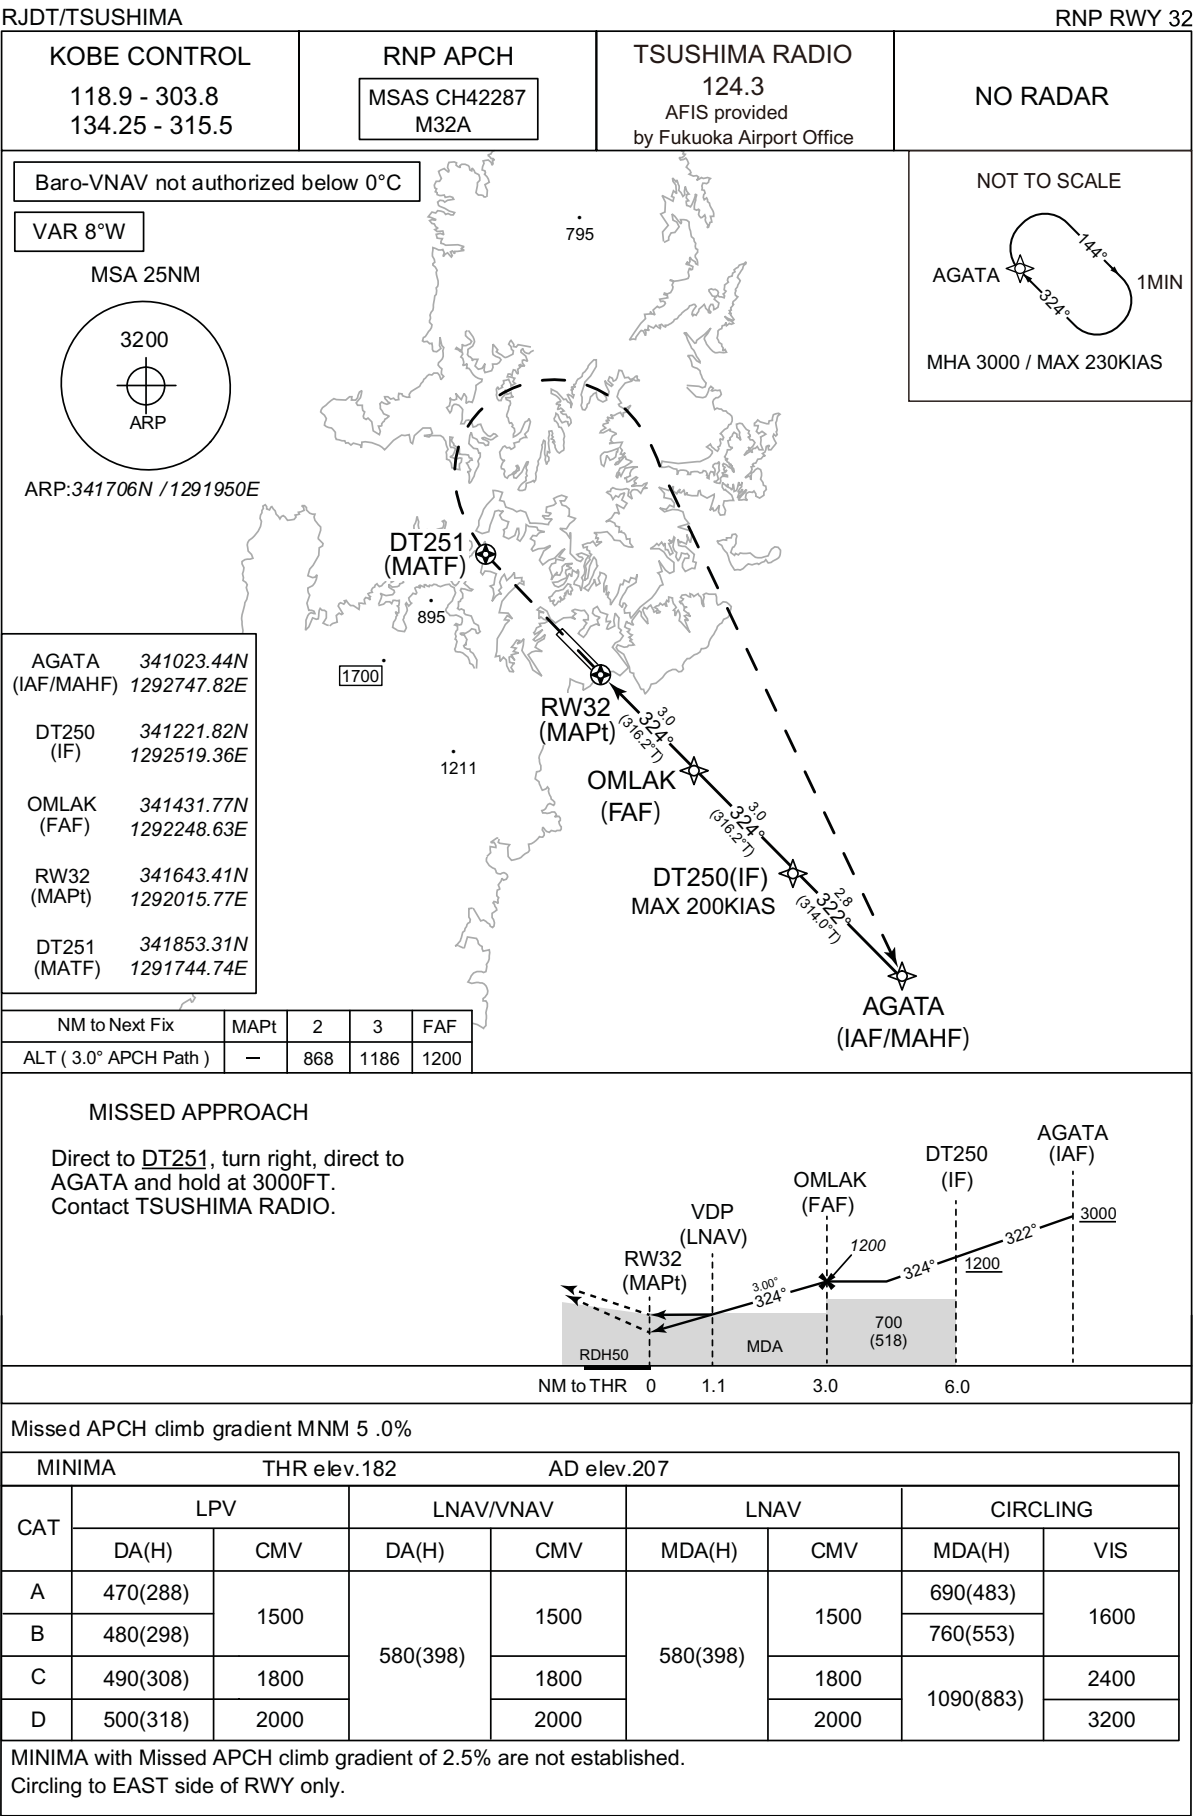 RJDT/TSUSHIMA
RNP RWY 32
KOBE CONTROL
118.9 - 303.8
134.25 - 315.5
RNP APCH
MSAS CH42287
M32A
TSUSHIMA RADIO
124.3
AFIS provided
by Fukuoka Airport Office
NO RADAR
Baro-VNAV not authorized below 0°C
VAR 8°W
MSA 25NM
3200
ARP
ARP:341706N /1291950E
795
NOT TO SCALE
AGATA
144°
324°
1MIN
MHA 3000 / MAX 230KIAS
DT251
(MATF)
895
1700
1211
RW32
(MAPt)
3.0
324°
(316.2°T)
OMLAK
(FAF)
3.0
324°
(316.2°T)
DT250(IF)
MAX 200KIAS
2.8
322°
(314.0°T)
AGATA
(IAF/MAHF)
AGATA 341023.44N
(IAF/MAHF) 1292747.82E
DT250 341221.82N
(IF) 1292519.36E
OMLAK 341431.77N
(FAF) 1292248.63E
RW32 341643.41N
(MAPt) 1292015.77E
DT251 341853.31N
(MATF) 1291744.74E
NM to Next Fix MAPt 2 3 FAF
ALT ( 3.0° APCH Path ) — 868 1186 1200
MISSED APPROACH
Direct to DT251, turn right, direct to
AGATA and hold at 3000FT.
Contact TSUSHIMA RADIO.
AGATA
(IAF)
DT250
(IF)
OMLAK
(FAF)
VDP
(LNAV)
RW32
(MAPt)
3000
322°
1200
324°
1200
3.00°
324°
700
(518)
MDA
RDH50
NM to THR 0 1.1 3.0 6.0
Missed APCH climb gradient MNM 5 .0%
MINIMA THR elev.182 AD elev.207
CAT LPV LNAV/VNAV LNAV CIRCLING
DA(H) CMV DA(H) CMV MDA(H) CMV MDA(H) VIS
A 470(288) 1500 580(398) 1500 580(398) 1500 690(483) 1600
B 480(298) 760(553)
C 490(308) 1800 1800 1800 1090(883) 2400
D 500(318) 2000 2000 2000 3200
MINIMA with Missed APCH climb gradient of 2.5% are not established.
Circling to EAST side of RWY only.